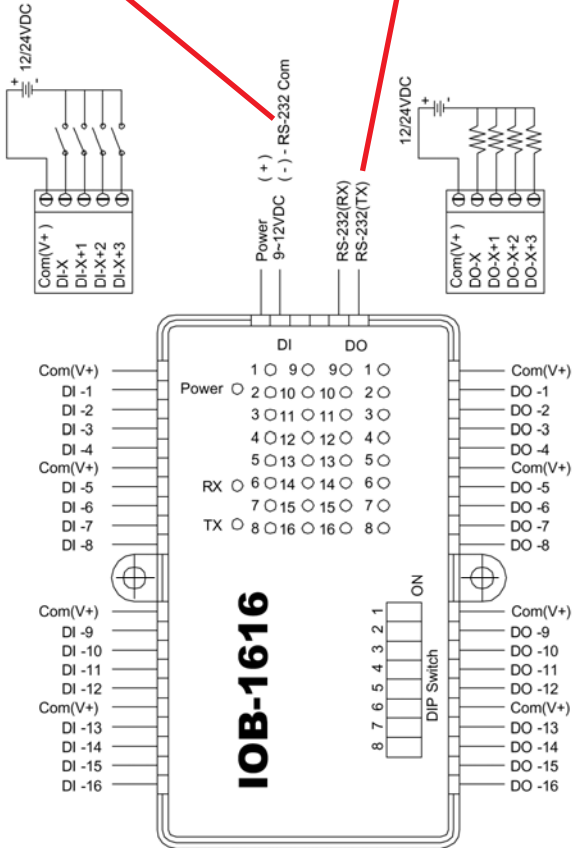 12/24VDC
+ -
Com(V+ )
DI-X
DI-X+1
DI-X+2
DI-X+3
Power ( + )
9~12VDC ( - ) - RS-232 Com
RS-232(RX)
RS-232(TX)
12/24VDC
+ -
Com(V+ )
DO-X
DO-X+1
DO-X+2
DO-X+3
Com(V+)
DI -1
DI -2
DI -3
DI -4
Com(V+)
DI -5
DI -6
DI -7
DI -8
Com(V+)
DI -9
DI -10
DI -11
DI -12
Com(V+)
DI -13
DI -14
DI -15
DI -16
DI DO
1 9 9 1
Power 2 10 10 2
3 11 11 3
4 12 12 4
5 13 13 5
RX 6 14 14 6
7 15 15 7
TX 8 16 16 8
IOB-1616
ON
1 2 3 4 5 6 7 8
DIP Switch
Com(V+)
DO -1
DO -2
DO -3
DO -4
Com(V+)
DO -5
DO -6
DO -7
DO -8
Com(V+)
DO -9
DO -10
DO -11
DO -12
Com(V+)
DO -13
DO -14
DO -15
DO -16